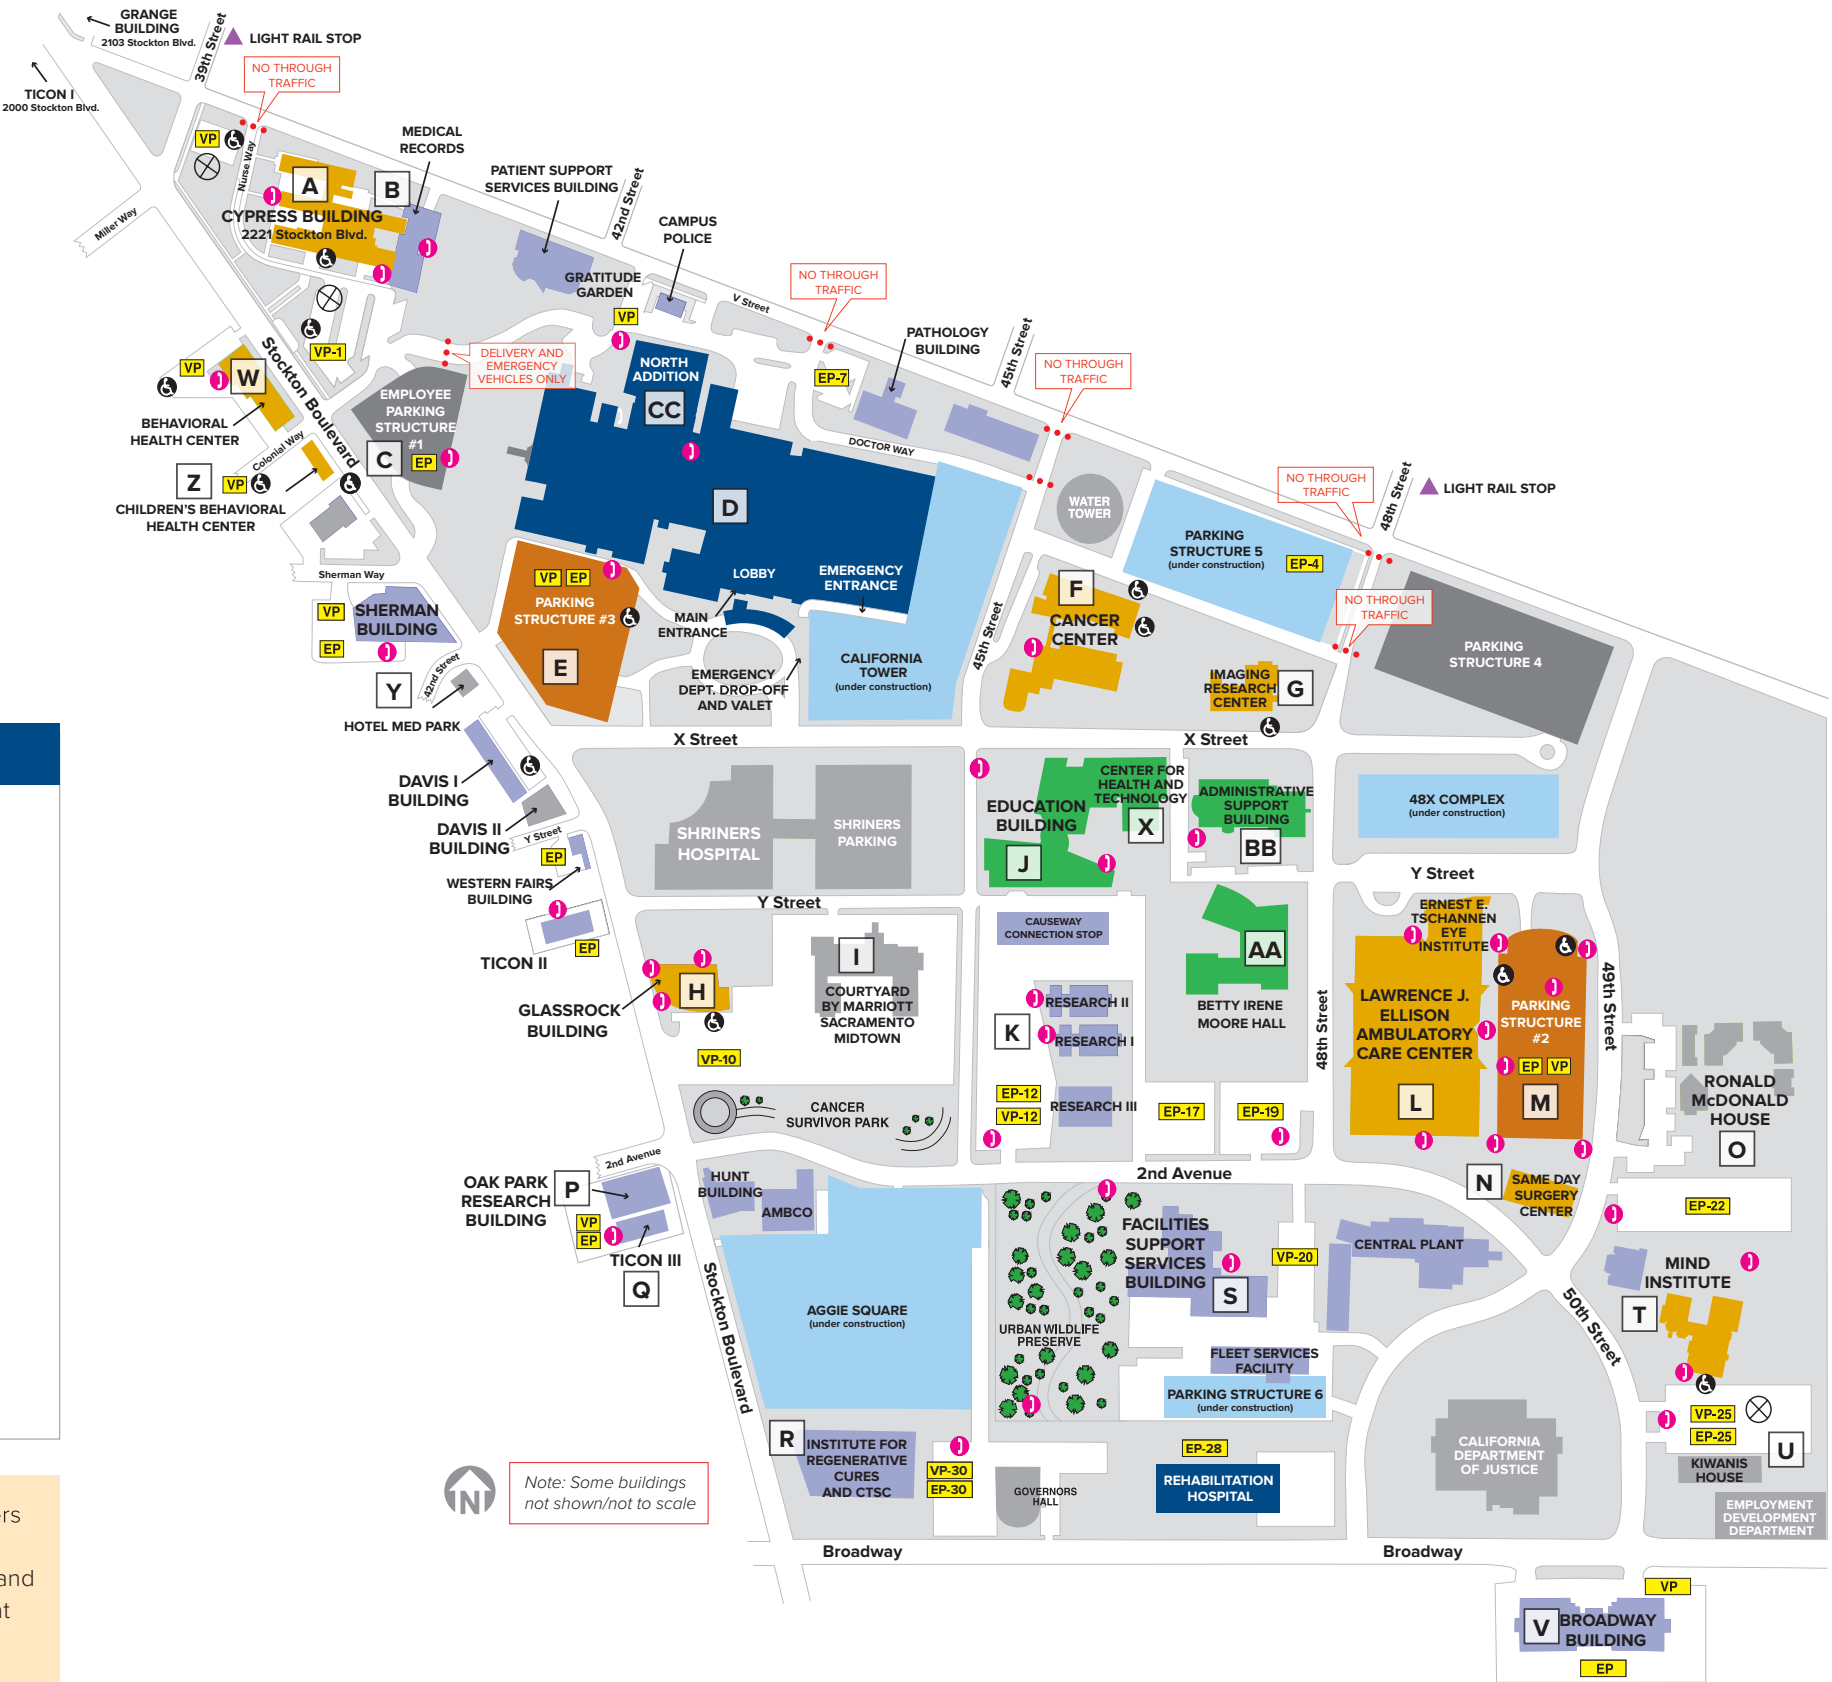 GRANGE
BUILDING
2103 Stockton Blvd.
39th Street
LIGHT RAIL STOP
NO THROUGH
TRAFFIC
TICON I
2000 Stockton Blvd.
VP
Nurse Way
MEDICAL
RECORDS
A
B
CYPRESS BUILDING
2221 Stockton Blvd.
Miller Way
PATIENT SUPPORT
SERVICES BUILDING
42nd Street
CAMPUS
POLICE
GRATITUDE
GARDEN
VP
V Street
NO THROUGH
TRAFFIC
PATHOLOGY
BUILDING
45th Street
NO THROUGH
TRAFFIC
VP-1
Stockton Boulevard
VP
W
BEHAVIORAL
HEALTH CENTER
DELIVERY AND
EMERGENCY
VEHICLES ONLY
EMPLOYEE
PARKING
STRUCTURE
#1
C
EP
NORTH
ADDITION
CC
EP-7
DOCTOR WAY
Colonial Way
Z
VP
CHILDREN'S BEHAVIORAL
HEALTH CENTER
D
WATER
TOWER
NO THROUGH
TRAFFIC
48th Street
LIGHT RAIL STOP
PARKING
STRUCTURE 5
(under construction)
EP-4
Sherman Way
VP
SHERMAN
BUILDING
EP
VP
EP
PARKING
STRUCTURE #3
E
LOBBY
EMERGENCY
ENTRANCE
MAIN
ENTRANCE
EMERGENCY
DEPT. DROP-OFF
AND VALET
CALIFORNIA
TOWER
(under construction)
45th Street
F
CANCER
CENTER
NO THROUGH
TRAFFIC
PARKING
STRUCTURE 4
IMAGING
RESEARCH
CENTER
G
Y
42nd Street
HOTEL MED PARK
X Street
X Street
DAVIS I
BUILDING
DAVIS II
BUILDING
Y Street
EP
WESTERN FAIRS
BUILDING
SHRINERS
HOSPITAL
SHRINERS
PARKING
EDUCATION
BUILDING
J
CENTER FOR
HEALTH AND
TECHNOLOGY
X
ADMINISTRATIVE
SUPPORT
BUILDING
BB
48X COMPLEX
(under construction)
Y Street
Y Street
EP
TICON II
GLASSROCK
BUILDING
H
VP-10
I
COURTYARD
BY MARRIOTT
SACRAMENTO
MIDTOWN
CAUSEWAY
CONNECTION STOP
AA
BETTY IRENE
MOORE HALL
K
RESEARCH II
RESEARCH I
RESEARCH III
EP-12
VP-12
EP-17
EP-19
48th Street
ERNEST E.
TSCHANNEN
EYE
INSTITUTE
LAWRENCE J.
ELLISON
AMBULATORY
CARE CENTER
L
PARKING
STRUCTURE
#2
EP
VP
M
49th Street
RONALD
McDONALD
HOUSE
O
CANCER
SURVIVOR PARK
2nd Avenue
2nd Avenue
OAK PARK
RESEARCH
BUILDING
P
VP
EP
TICON III
Q
HUNT
BUILDING
AMBCO
N
SAME DAY
SURGERY
CENTER
EP-22
FACILITIES
SUPPORT
SERVICES
BUILDING
S
VP-20
CENTRAL PLANT
MIND
INSTITUTE
T
50th Street
Stockton Boulevard
AGGIE SQUARE
(under construction)
URBAN WILDLIFE
PRESERVE
FLEET SERVICES
FACILITY
PARKING STRUCTURE 6
(under construction)
VP-25
EP-25
U
KIWANIS
HOUSE
R
INSTITUTE FOR
REGENERATIVE
CURES
AND CTSC
VP-30
EP-30
GOVERNORS
HALL
EP-28
REHABILITATION
HOSPITAL
CALIFORNIA
DEPARTMENT
OF JUSTICE
EMPLOYMENT
DEVELOPMENT
DEPARTMENT
N
Note: Some buildings
not shown/not to scale
Broadway
Broadway
VP
V
BROADWAY
BUILDING
EP
and